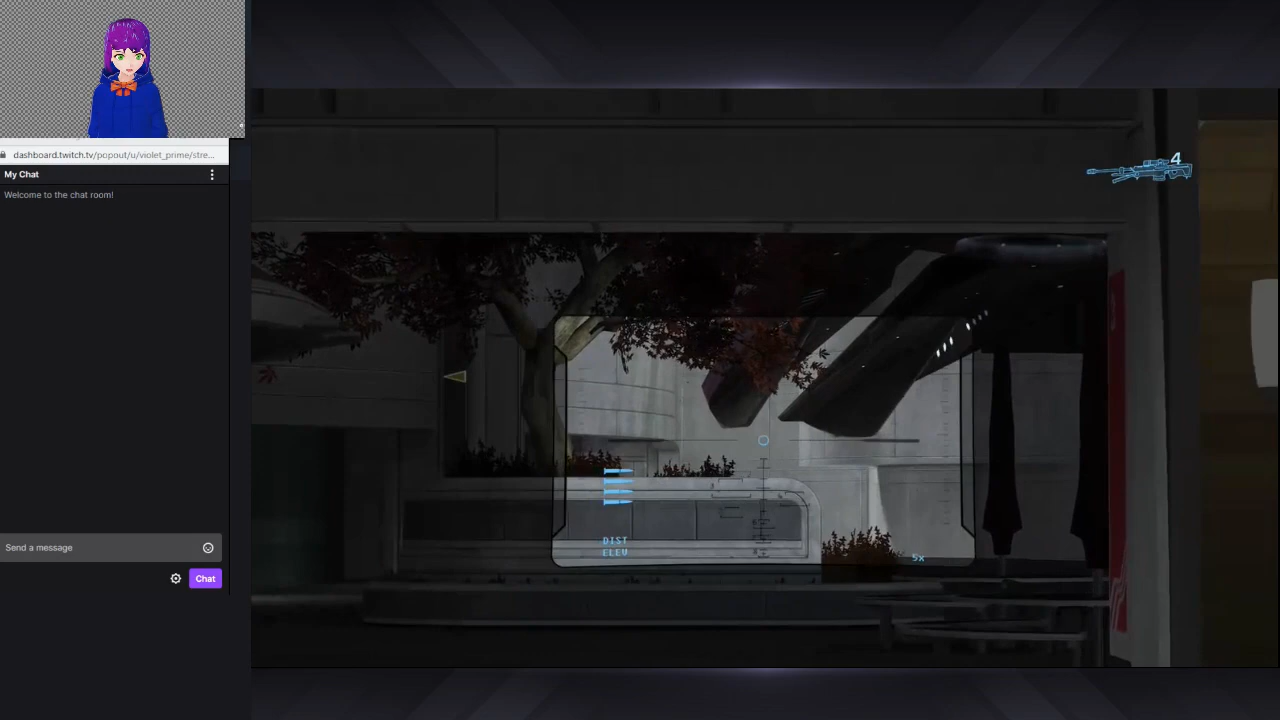 dashboard.twitch.tv/popout/u/violet_prime/stre...
My Chat
Welcome to the chat room!
Send a message
Chat
4
DIST
ELEV
5x